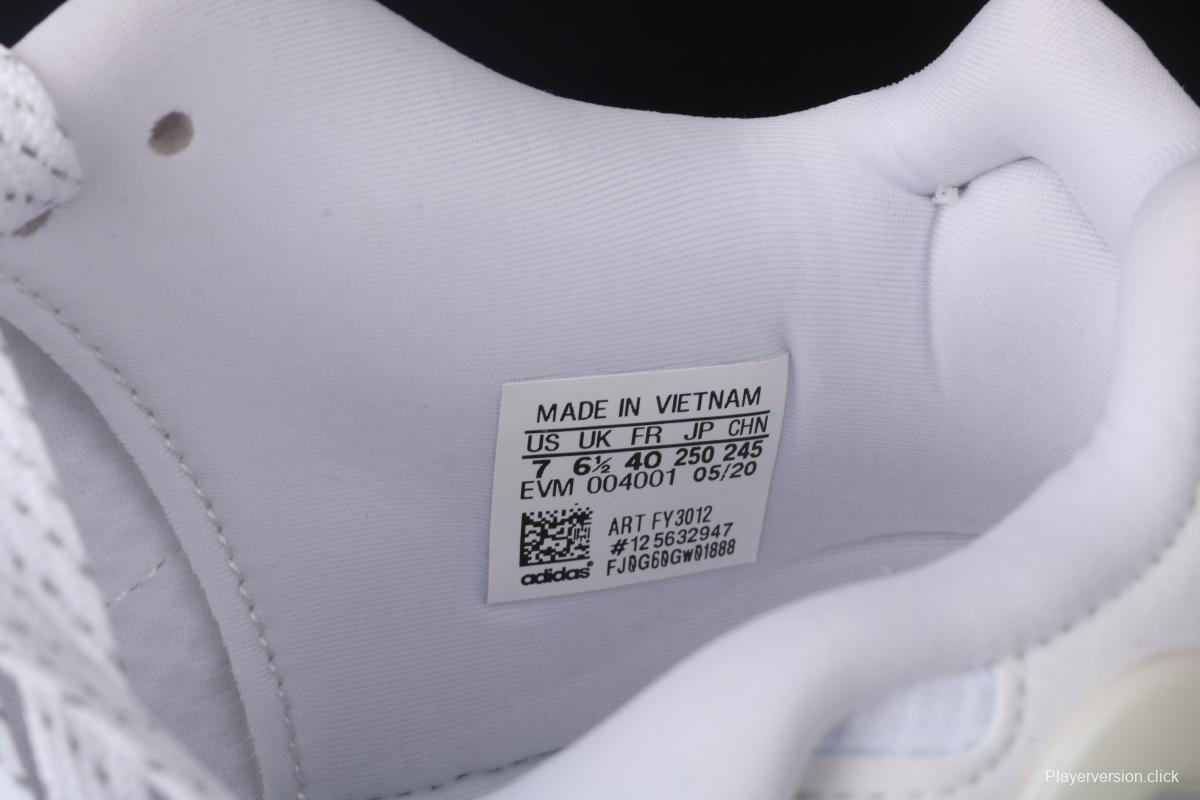 MADE IN VIETNAM
US UK FR JP CHN
7 6½ 40 250 245
EVM 004001 05/20
ART FY3012
#125632947
FJ0G60GW01888
adidas®
Playerversion.click